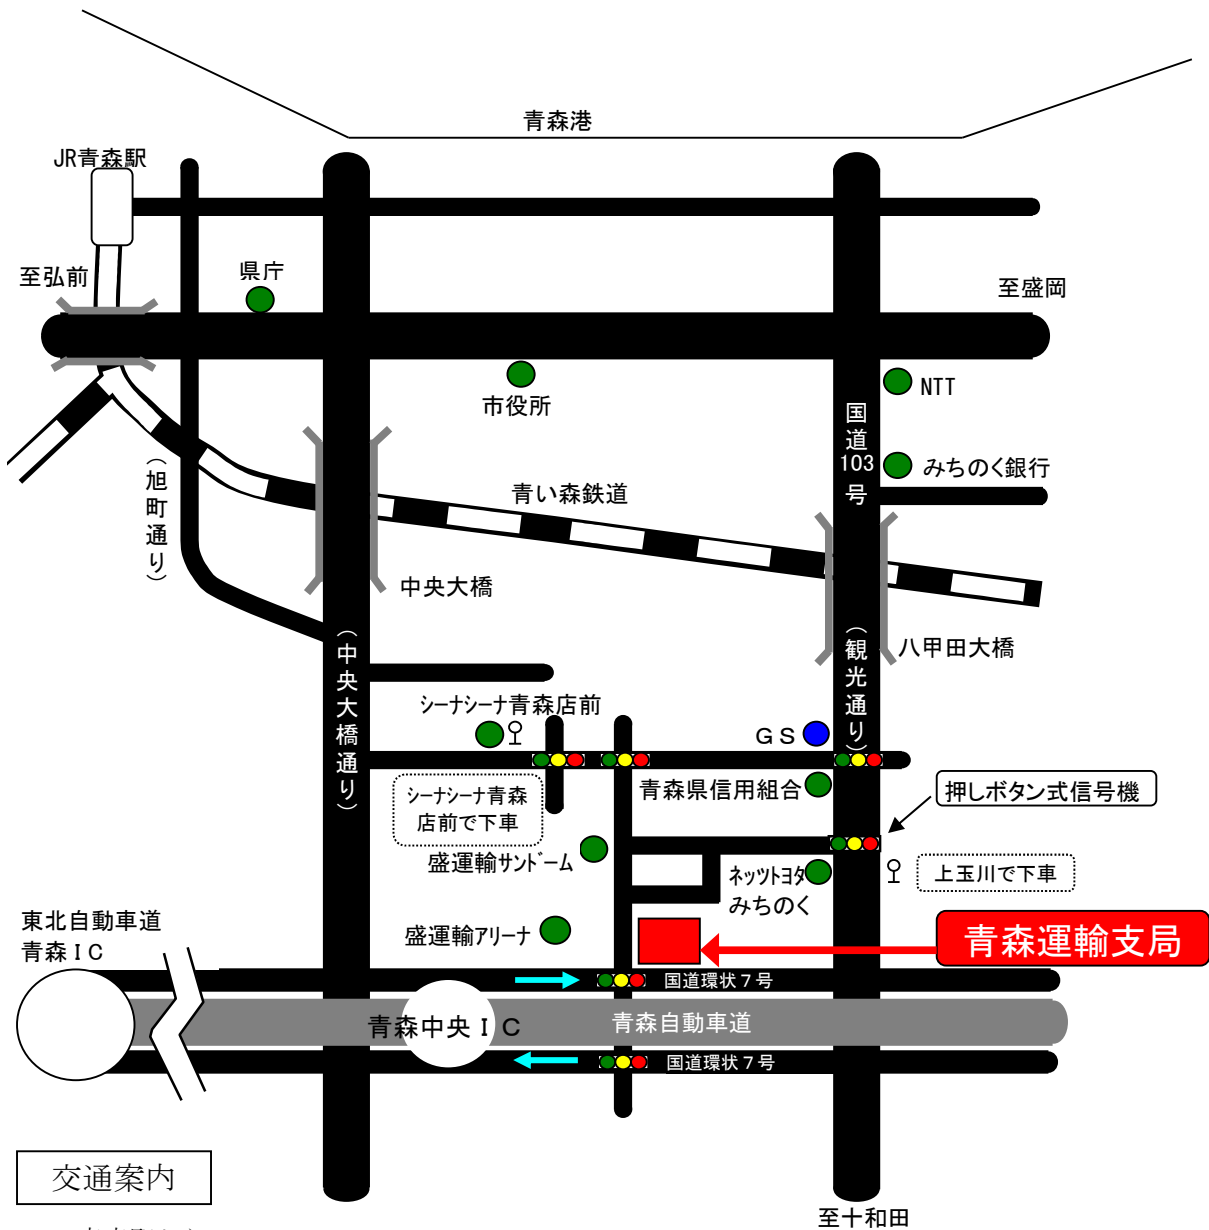 青森港
JR青森駅
至弘前
県庁
至盛岡
市役所
NTT
国道103号
みちのく銀行
(旭町通り)
青い森鉄道
中央大橋
八甲田大橋
(中央大橋通り)
(観光通り)
シーナシーナ青森店前
GS
シーナシーナ青森
店前で下車
青森県信用組合
押しボタン式信号機
盛運輸サンドーム
ネッツトヨタ
みちのく
上玉川で下車
盛運輸アリーナ
青森運輸支局
東北自動車道
青森IC
国道環状7号
青森中央IC
青森自動車道
国道環状7号
交通案内
至十和田